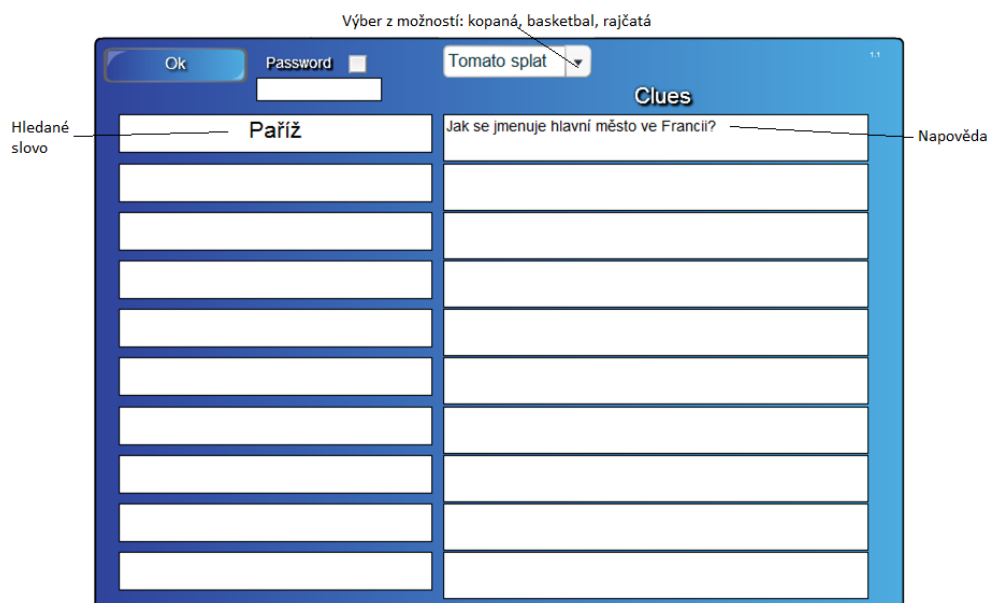 Výber z možností: kopaná, basketbal, rajčatá
Ok
Password
Tomato splat
1.1
Clues
Hledané
slovo
Paříž
Jak se jmenuje hlavní město ve Francii?
Napověda